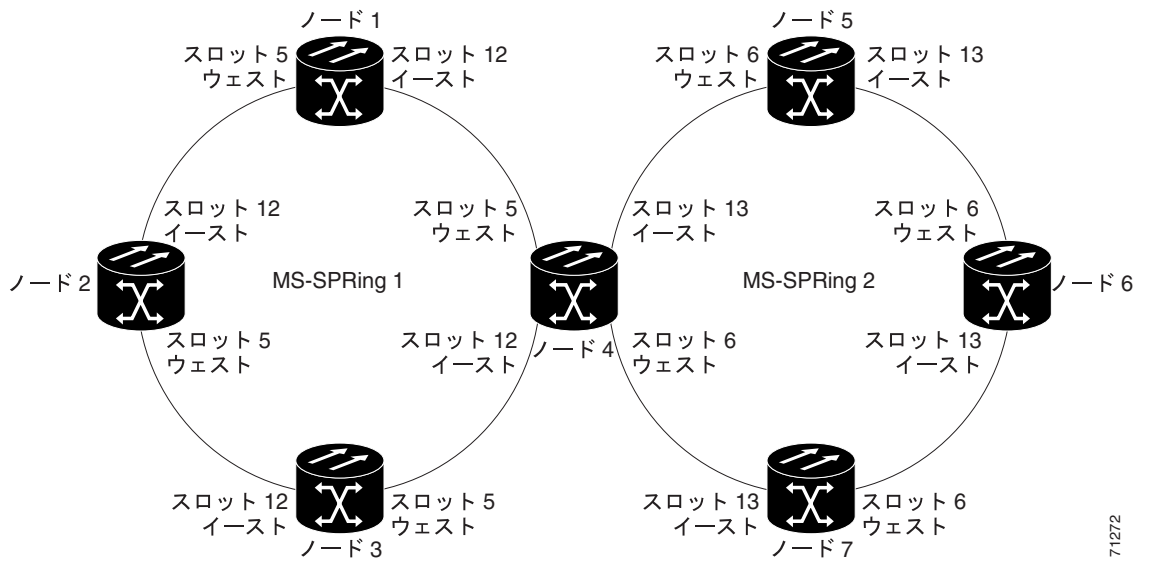 ノード 1
スロット 5
ウェスト
スロット 12
イースト
ノード 5
スロット 6
ウェスト
スロット 13
イースト
スロット 12
イースト
スロット 5
ウェスト
スロット 13
イースト
スロット 6
ウェスト
ノード 2
MS-SPRing 1
MS-SPRing 2
ノード 6
スロット 5
ウェスト
スロット 12
イースト
ノード 4
スロット 6
ウェスト
スロット 13
イースト
スロット 12
イースト
スロット 5
ウェスト
ノード 3
スロット 13
イースト
スロット 6
ウェスト
ノード 7
71272